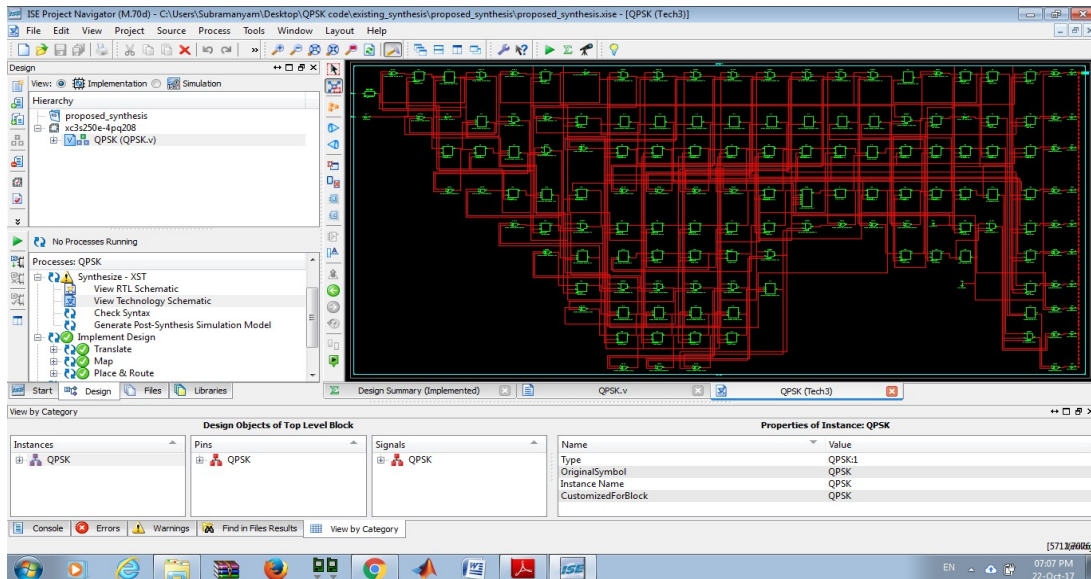 ISE Project Navigator (M.70d) - C:\Users\Subramanyam\Desktop\QPSK code\existing_synthesis\proposed_synthesis\proposed_synthesis.xise - [QPSK (Tech3)]
File Edit View Project Source Process Tools Window Layout Help
Design
View: Implementation Simulation
Hierarchy
proposed_synthesis
xc3s250e-4pq208
QPSK (QPSK.v)
No Processes Running
Processes: QPSK
Synthesize - XST
View RTL Schematic
View Technology Schematic
Check Syntax
Generate Post-Synthesis Simulation Model
Implement Design
Translate
Map
Place & Route
Start Design Files Libraries
Design Summary (Implemented) QPSK.v QPSK (Tech3)
View by Category
Design Objects of Top Level Block
Properties of Instance: QPSK
Instances Pins Signals Name Value
QPSK QPSK QPSK Type QPSK:1
OriginalSymbol QPSK
Instance Name QPSK
CustomizedForBlock QPSK
Console Errors Warnings Find in Files Results View by Category
EN 07:07 PM
22-Oct-17